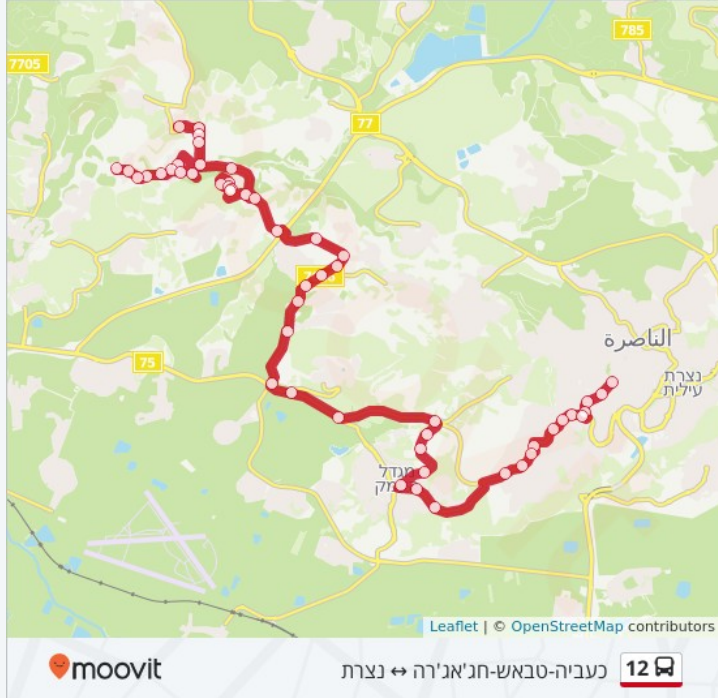 785
7705
77
75
الناصرة
נצרת
עילית
מגדל
Leaflet | © OpenStreetMap contributors
moovit
12 כעביה-טבאש-חג'אג'רה ↔ נצרת